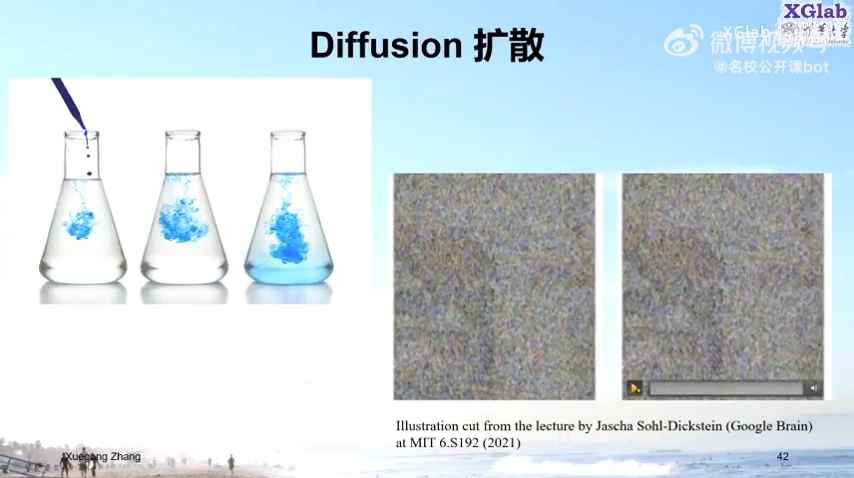 XGlab
XGlab
微博视频号
@名校公开课bot
Diffusion 扩散
Illustration cut from the lecture by Jascha Sohl-Dickstein (Google Brain)
at MIT 6.S192 (2021)
Xuegong Zhang
42